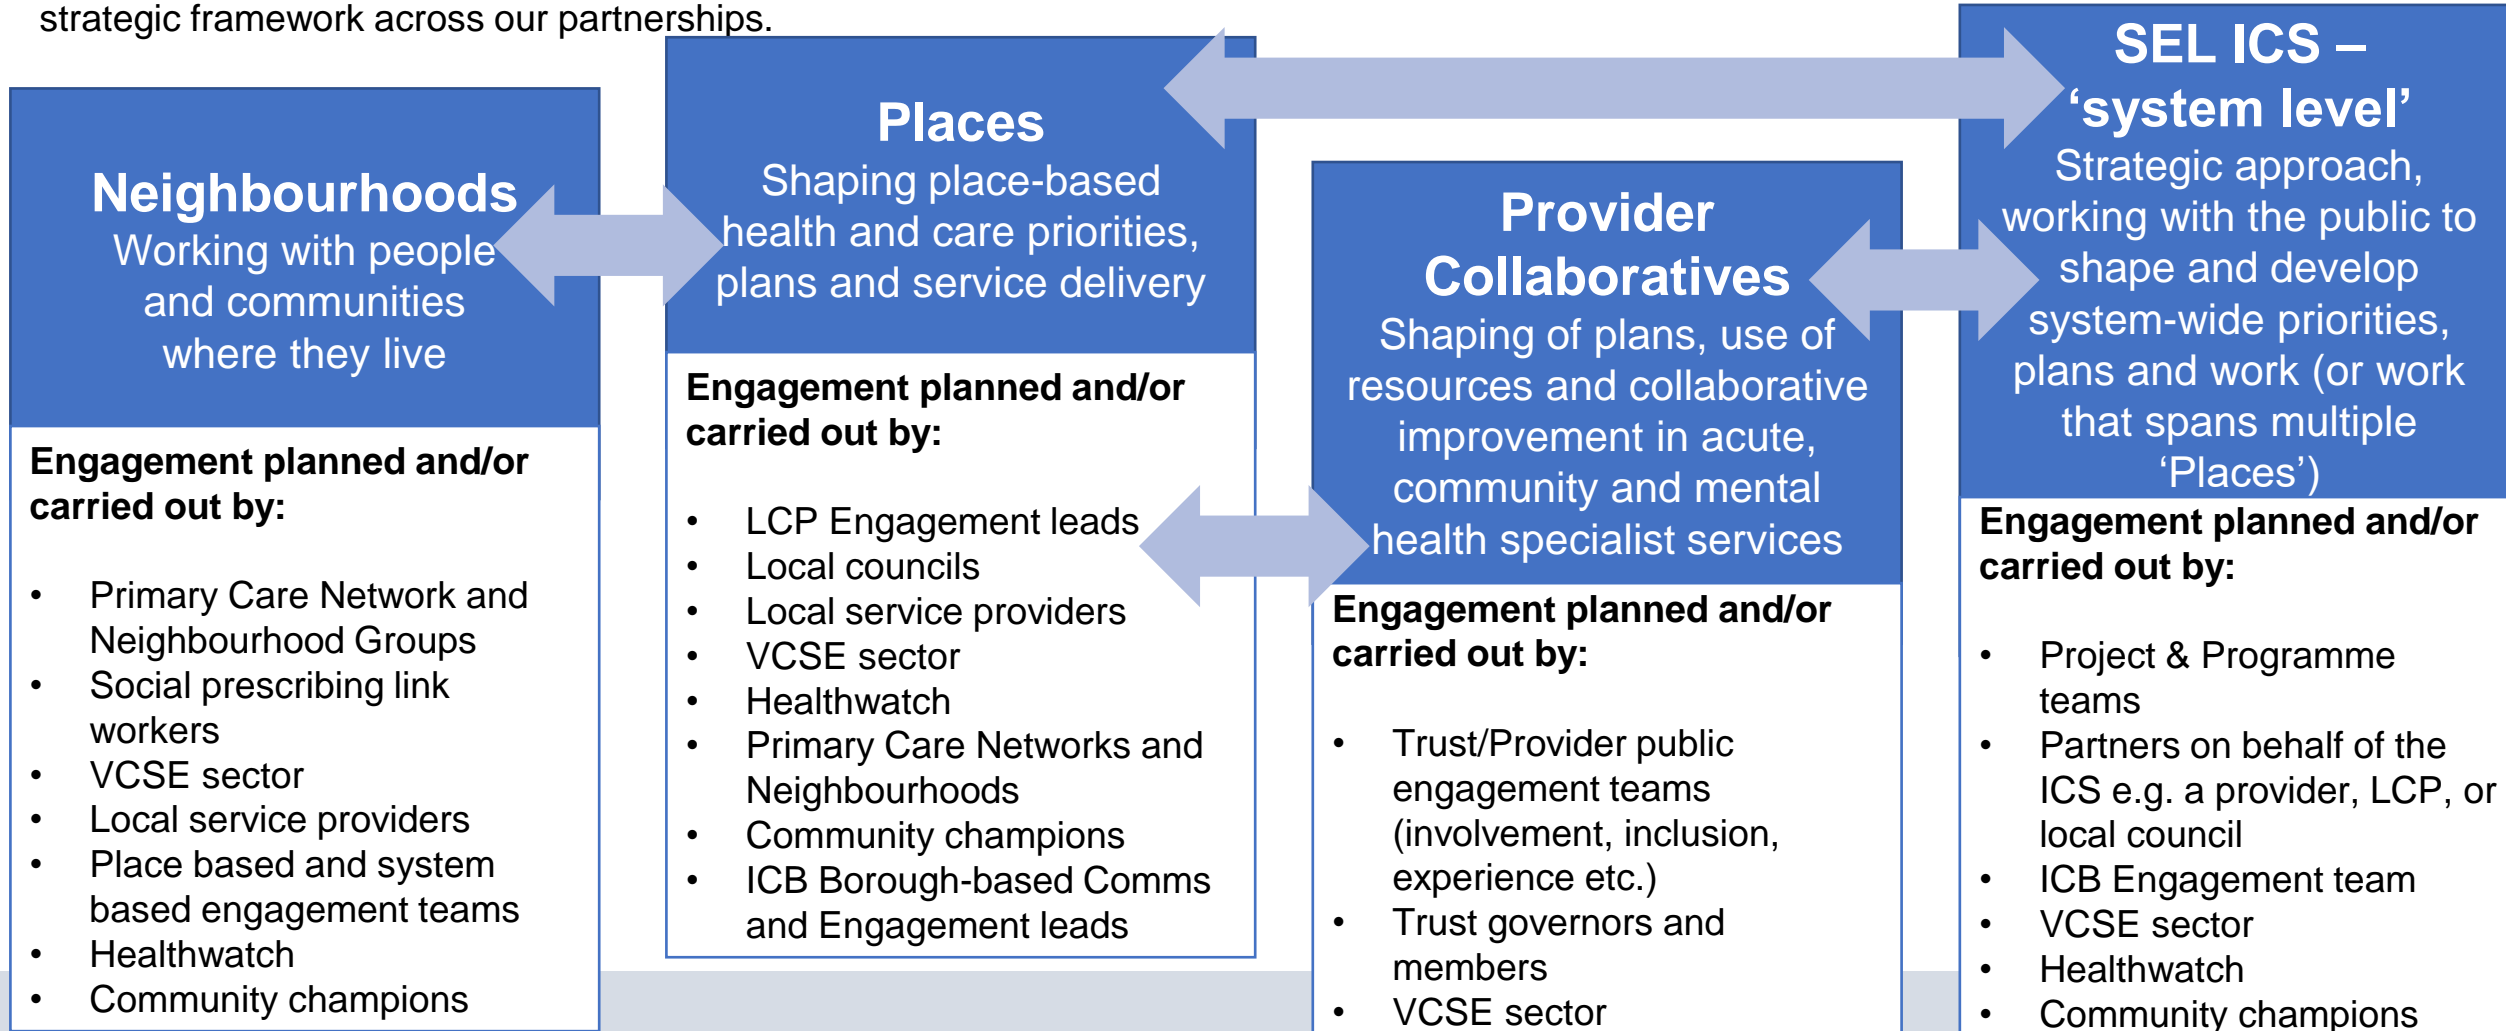 strategic framework across our partnerships.
Neighbourhoods
Working with people
and communities
where they live
Engagement planned and/or
carried out by:
• Primary Care Network and
Neighbourhood Groups
• Social prescribing link
workers
• VCSE sector
• Local service providers
• Place based and system
based engagement teams
• Healthwatch
• Community champions
Places
Shaping place-based
health and care priorities,
plans and service delivery
Engagement planned and/or
carried out by:
• LCP Engagement leads
• Local councils
• Local service providers
• VCSE sector
• Healthwatch
• Primary Care Networks and
Neighbourhoods
• Community champions
• ICB Borough-based Comms
and Engagement leads
Provider
Collaboratives
Shaping of plans, use of
resources and collaborative
improvement in acute,
community and mental
health specialist services
Engagement planned and/or
carried out by:
• Trust/Provider public
engagement teams
(involvement, inclusion,
experience etc.)
• Trust governors and
members
• VCSE sector
SEL ICS –
‘system level’
Strategic approach,
working with the public to
shape and develop
system-wide priorities,
plans and work (or work
that spans multiple
‘Places’)
Engagement planned and/or
carried out by:
• Project & Programme
teams
• Partners on behalf of the
ICS e.g. a provider, LCP, or
local council
• ICB Engagement team
• VCSE sector
• Healthwatch
• Community champions